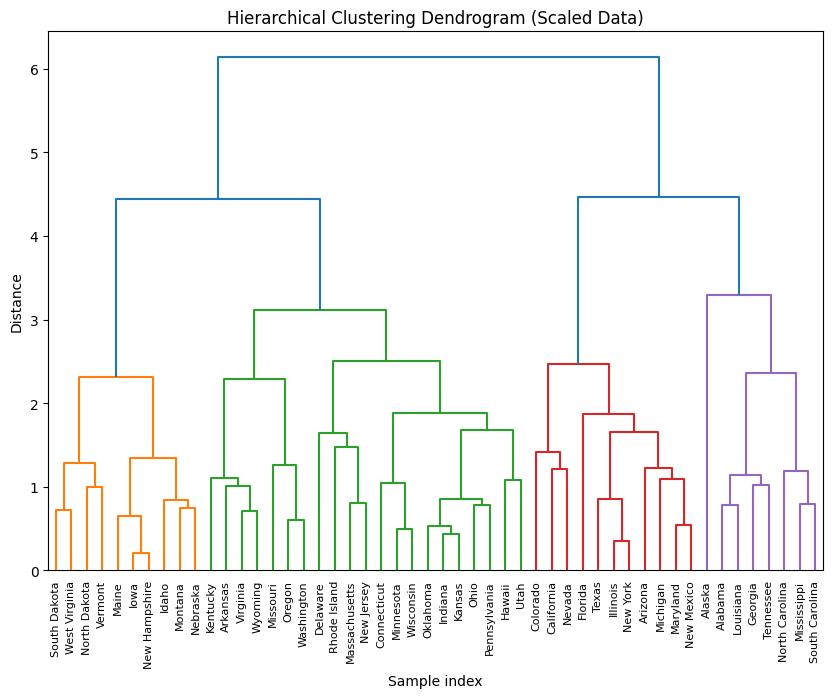 Hierarchical Clustering Dendrogram (Scaled Data)
Distance
6
5
4
3
2
1
0
South Dakota
West Virginia
North Dakota
Vermont
Maine
Iowa
New Hampshire
Idaho
Montana
Nebraska
Kentucky
Arkansas
Virginia
Wyoming
Missouri
Oregon
Washington
Delaware
Rhode Island
Massachusetts
New Jersey
Connecticut
Minnesota
Wisconsin
Oklahoma
Indiana
Kansas
Ohio
Pennsylvania
Hawaii
Utah
Colorado
California
Nevada
Florida
Texas
Illinois
New York
Arizona
Michigan
Maryland
New Mexico
Alaska
Alabama
Louisiana
Georgia
Tennessee
North Carolina
Mississippi
South Carolina
Sample index